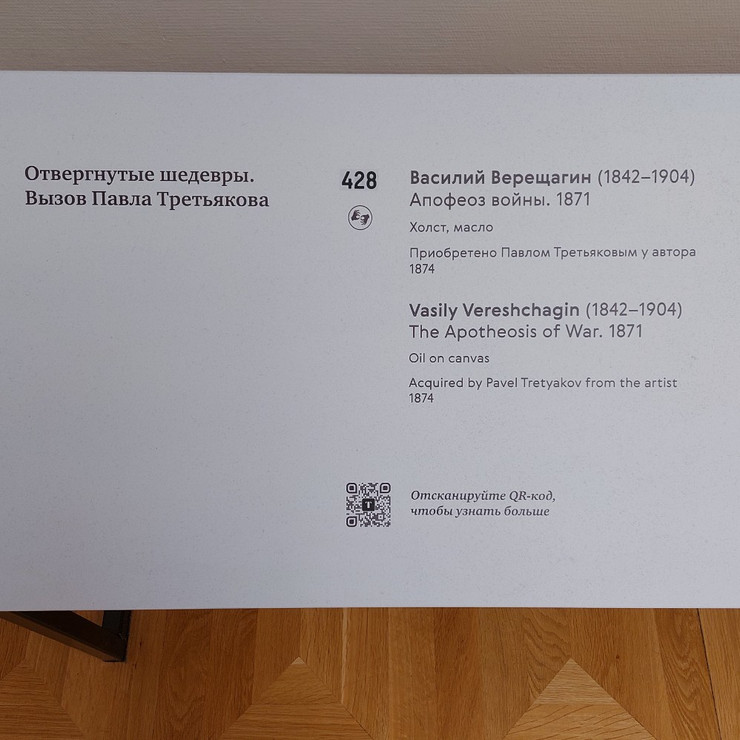 Отвергнутые шедевры.
Вызов Павла Третьякова
428
Василий Верещагин (1842–1904)
Апофеоз войны. 1871
Холст, масло
Приобретено Павлом Третьяковым у автора
1874
Vasily Vereshchagin (1842–1904)
The Apotheosis of War. 1871
Oil on canvas
Acquired by Pavel Tretyakov from the artist
1874
T
Отсканируйте QR-код,
чтобы узнать больше